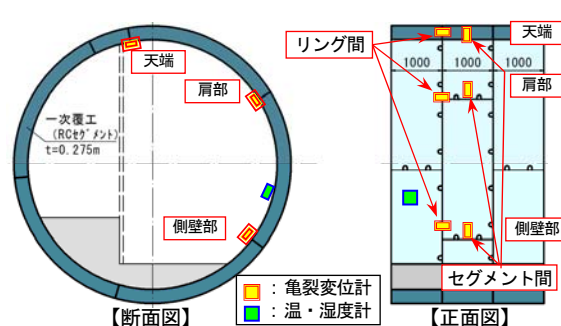 天端
肩部
一次覆工
(RCセグメント)
t=0.275m
側壁部
【断面図】
：亀裂変位計
：温・湿度計
リング間
天端
1000 1000 1000
肩部
側壁部
セグメント間
【正面図】